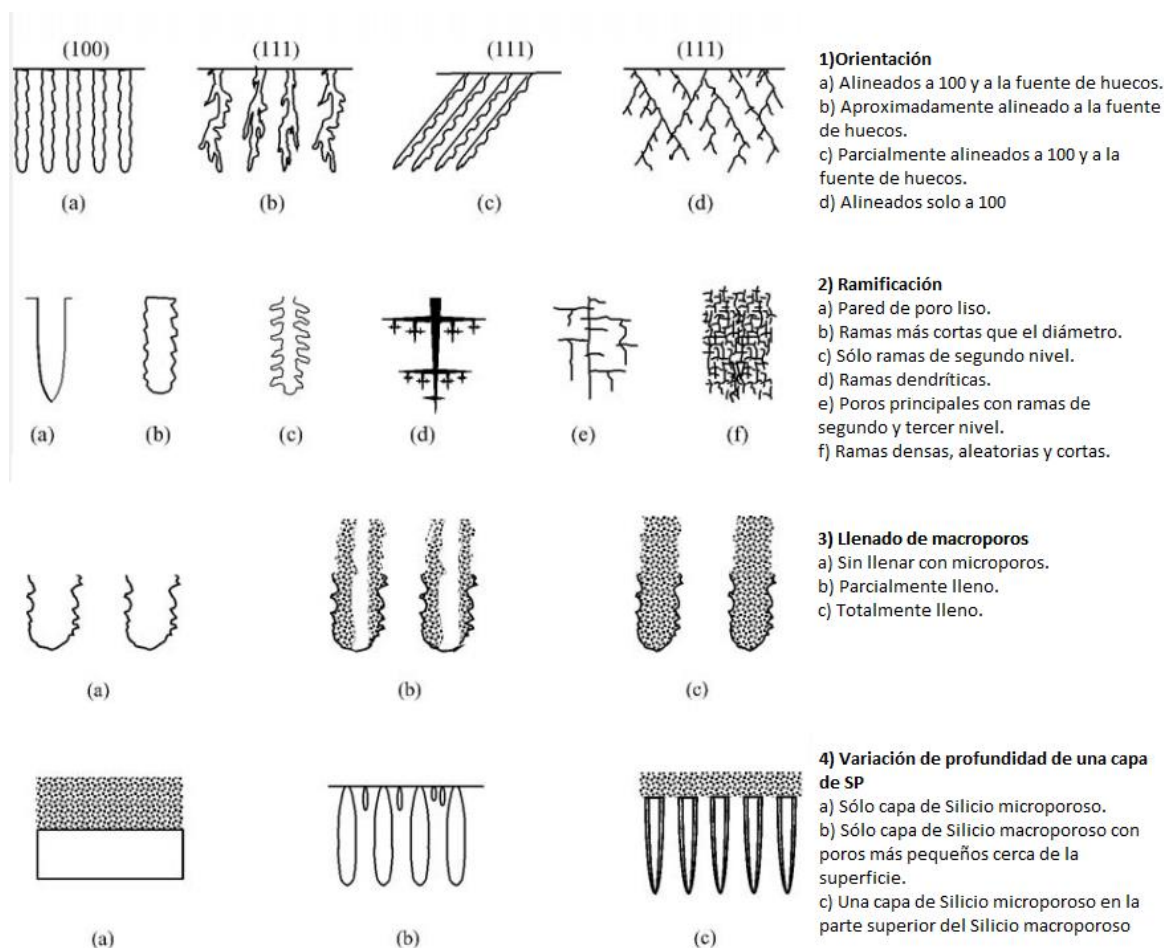 (100) (111) (111) (111)
(a) (b) (c) (d)
1)Orientación
a) Alineados a 100 y a la fuente de huecos.
b) Aproximadamente alineado a la fuente
de huecos.
c) Parcialmente alineados a 100 y a la
fuente de huecos.
d) Alineados solo a 100
(a) (b) (c) (d) (e) (f)
2) Ramificación
a) Pared de poro liso.
b) Ramas más cortas que el diámetro.
c) Sólo ramas de segundo nivel.
d) Ramas dendríticas.
e) Poros principales con ramas de
segundo y tercer nivel.
f) Ramas densas, aleatorias y cortas.
(a) (b) (c)
3) Llenado de macroporos
a) Sin llenar con microporos.
b) Parcialmente lleno.
c) Totalmente lleno.
(a) (b) (c)
4) Variación de profundidad de una capa
de SP
a) Sólo capa de Silicio microporoso.
b) Sólo capa de Silicio macroporoso con
poros más pequeños cerca de la
superficie.
c) Una capa de Silicio microporoso en la
parte superior del Silicio macroporoso